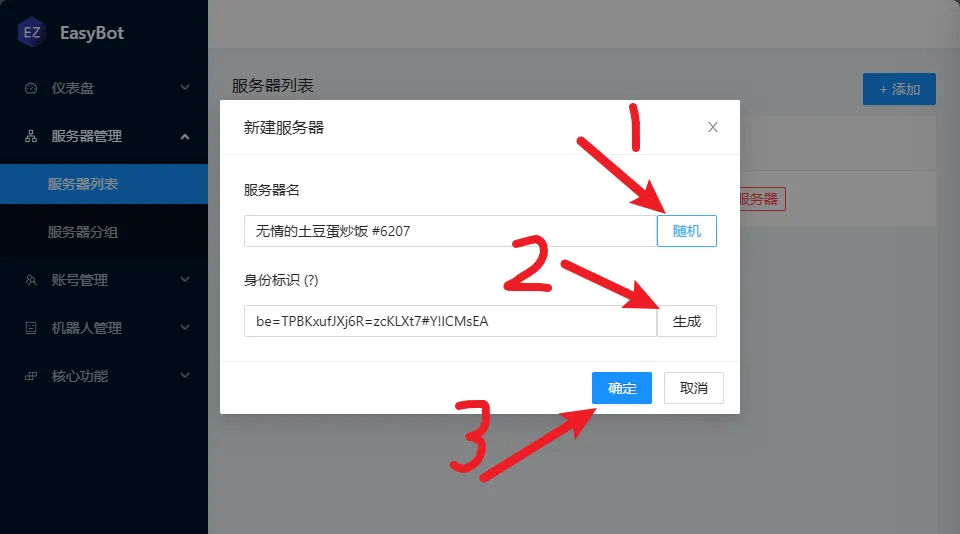 EZ EasyBot
仪表盘
服务器管理
服务器列表
服务器分组
账号管理
机器人管理
核心功能
服务器列表
+ 添加
服务器
新建服务器
1
服务器名
无情的土豆蛋炒饭 #6207
随机
2
身份标识 (?)
be=TPBKxufJXj6R=zcKLXt7#Y!ICMsEA
生成
确定
取消
3